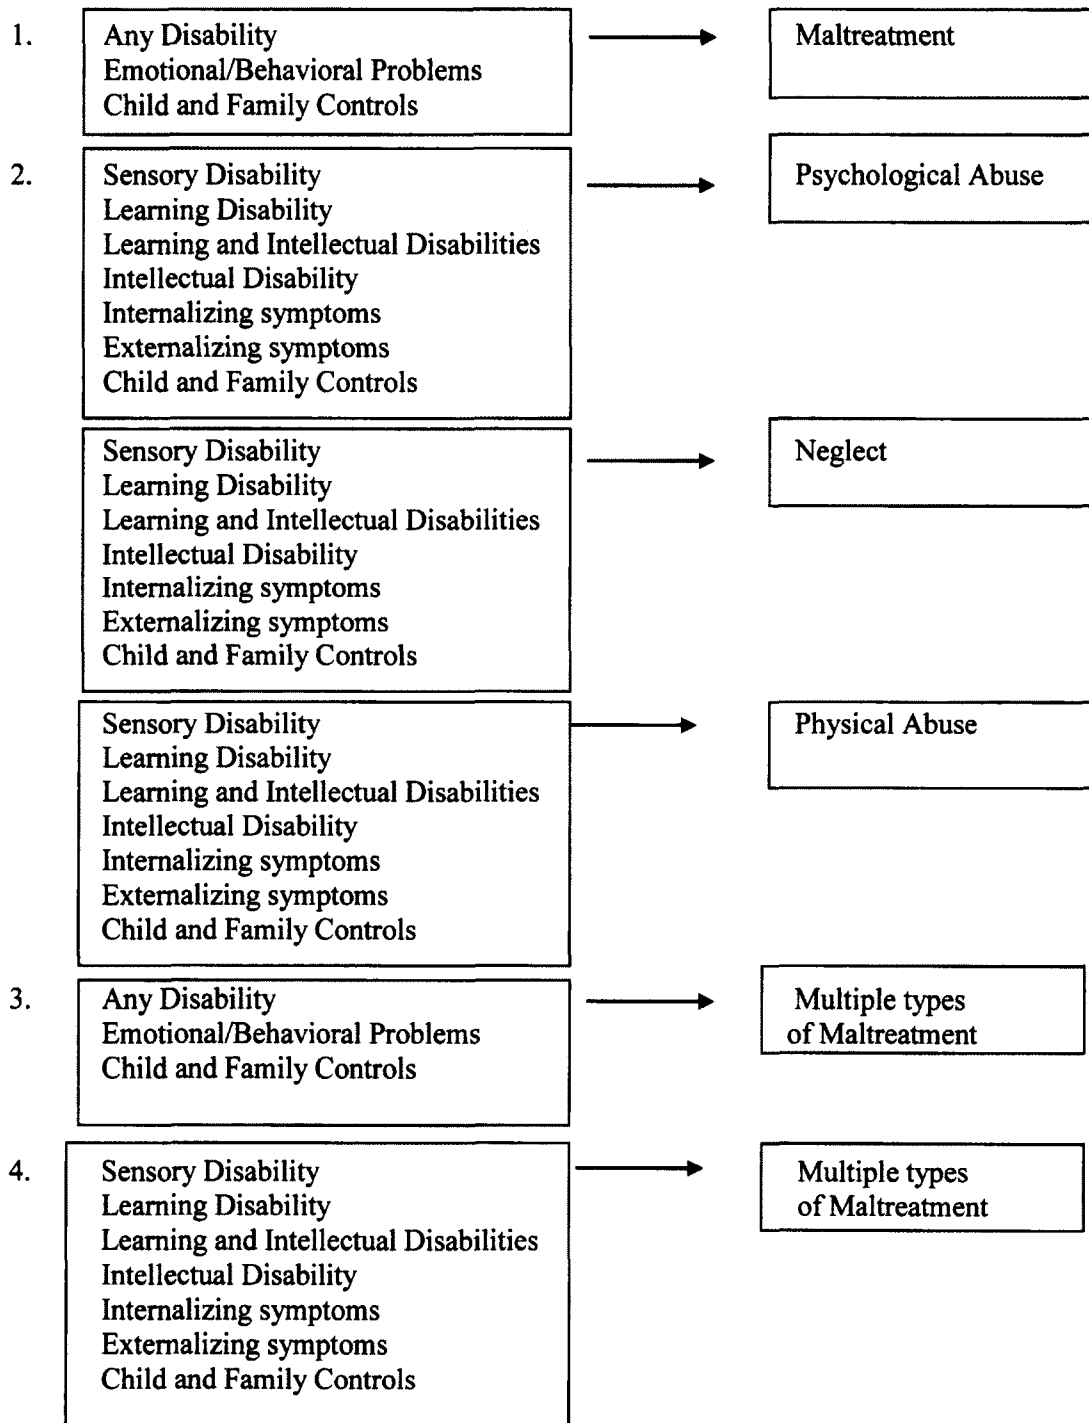 1. Any Disability
Emotional/Behavioral Problems
Child and Family Controls
Maltreatment
2. Sensory Disability
Learning Disability
Learning and Intellectual Disabilities
Intellectual Disability
Internalizing symptoms
Externalizing symptoms
Child and Family Controls
Psychological Abuse
Sensory Disability
Learning Disability
Learning and Intellectual Disabilities
Intellectual Disability
Internalizing symptoms
Externalizing symptoms
Child and Family Controls
Neglect
Sensory Disability
Learning Disability
Learning and Intellectual Disabilities
Intellectual Disability
Internalizing symptoms
Externalizing symptoms
Child and Family Controls
Physical Abuse
3. Any Disability
Emotional/Behavioral Problems
Child and Family Controls
Multiple types
of Maltreatment
4. Sensory Disability
Learning Disability
Learning and Intellectual Disabilities
Intellectual Disability
Internalizing symptoms
Externalizing symptoms
Child and Family Controls
Multiple types
of Maltreatment